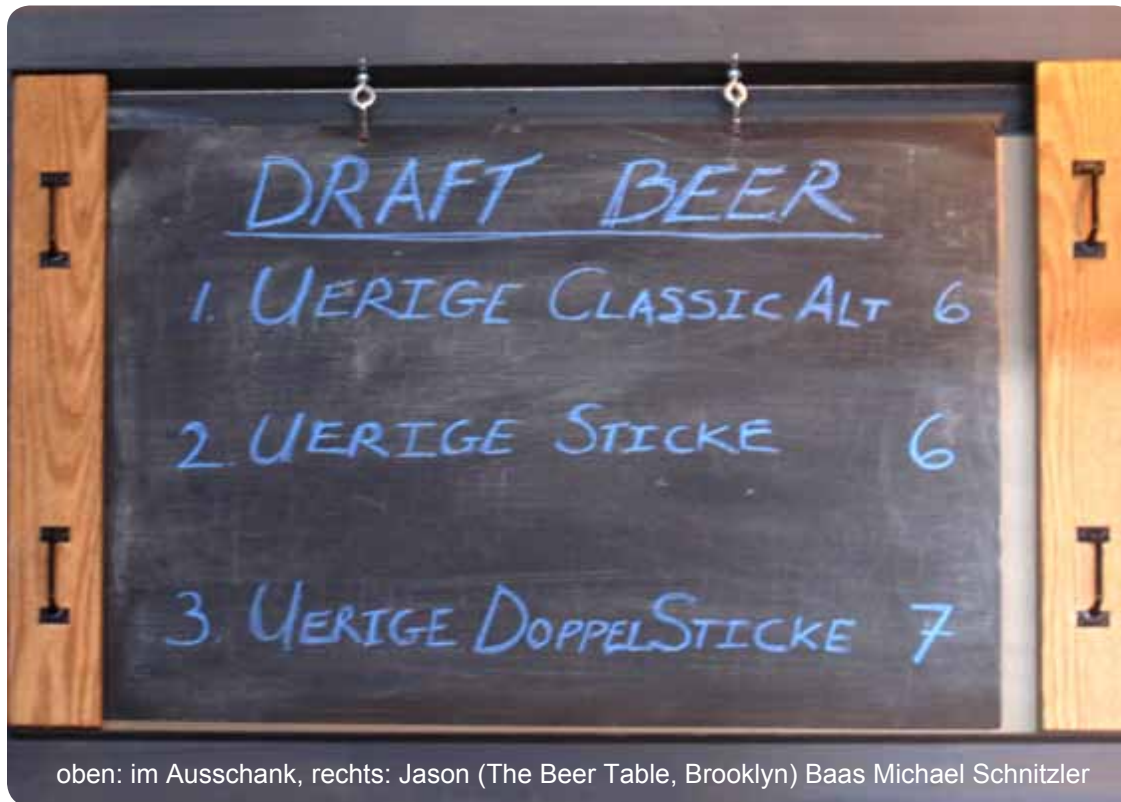 DRAFT BEER
1. UERIGE CLASSIC ALT 6
2. UERIGE STICKE 6
3. UERIGE DOPPELSTICKE 7
oben: im Ausschank, rechts: Jason (The Beer Table, Brooklyn) Baas Michael Schnitzler